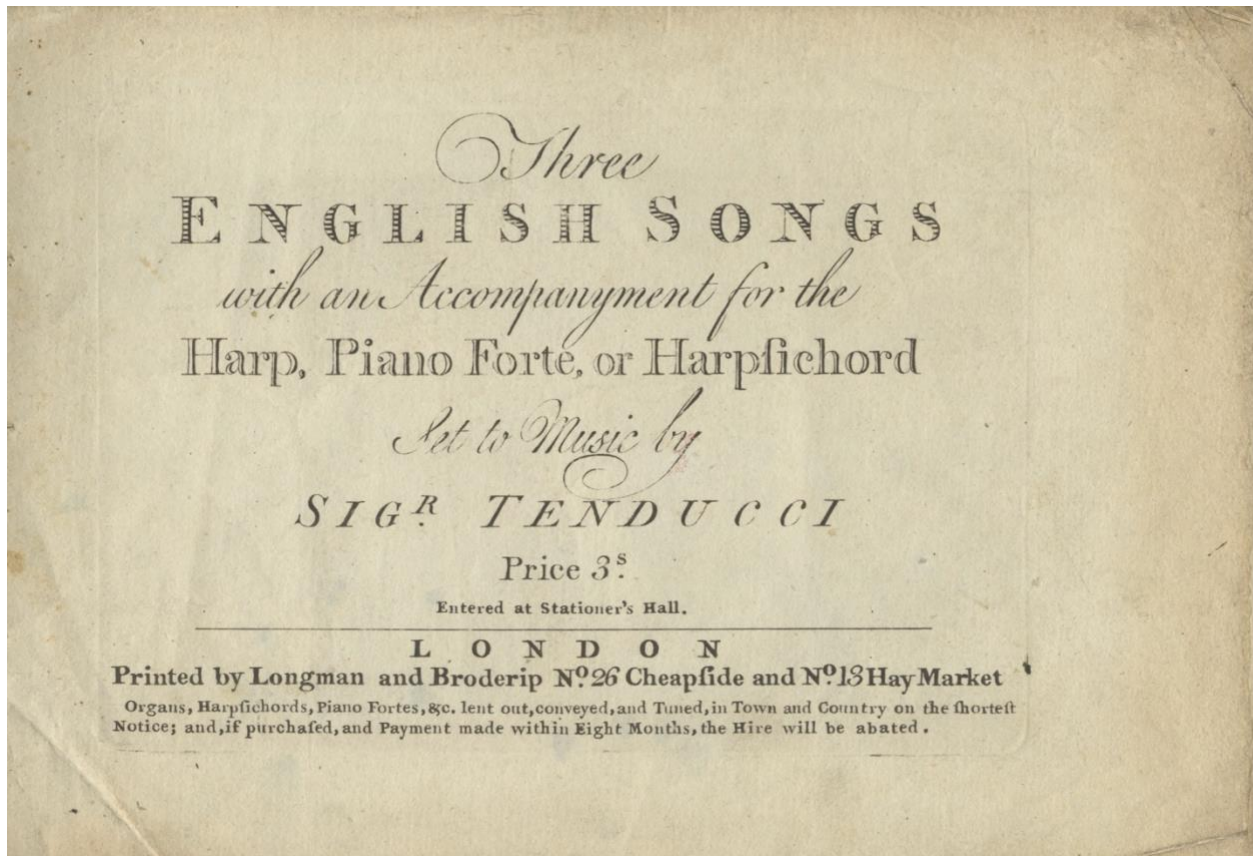 Three
ENGLISH SONGS
with an Accompanyment for the
Harp, Piano Forte, or Harpſichord
Set to Music by
SIGR. TENDUCCI
Price 3s.
Entered at Stationer's Hall.
LONDON
Printed by Longman and Broderip No. 26 Cheapſide and No. 13 Hay Market
Organs, Harpſichords, Piano Fortes, &c. lent out, conveyed, and Tuned, in Town and Country on the ſhorteſt
Notice; and, if purchaſed, and Payment made within Eight Months, the Hire will be abated.